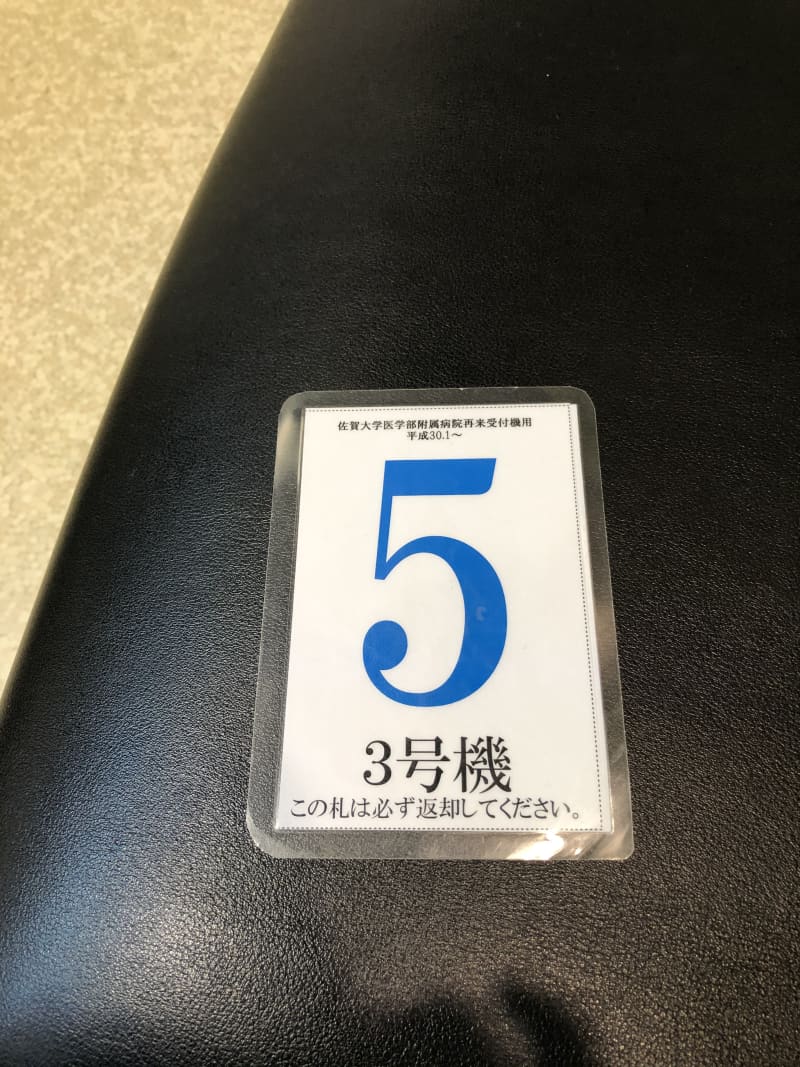 佐賀大学医学部附属病院再来受付機用
平成30.1～
5
3号機
この札は必ず返却してください。